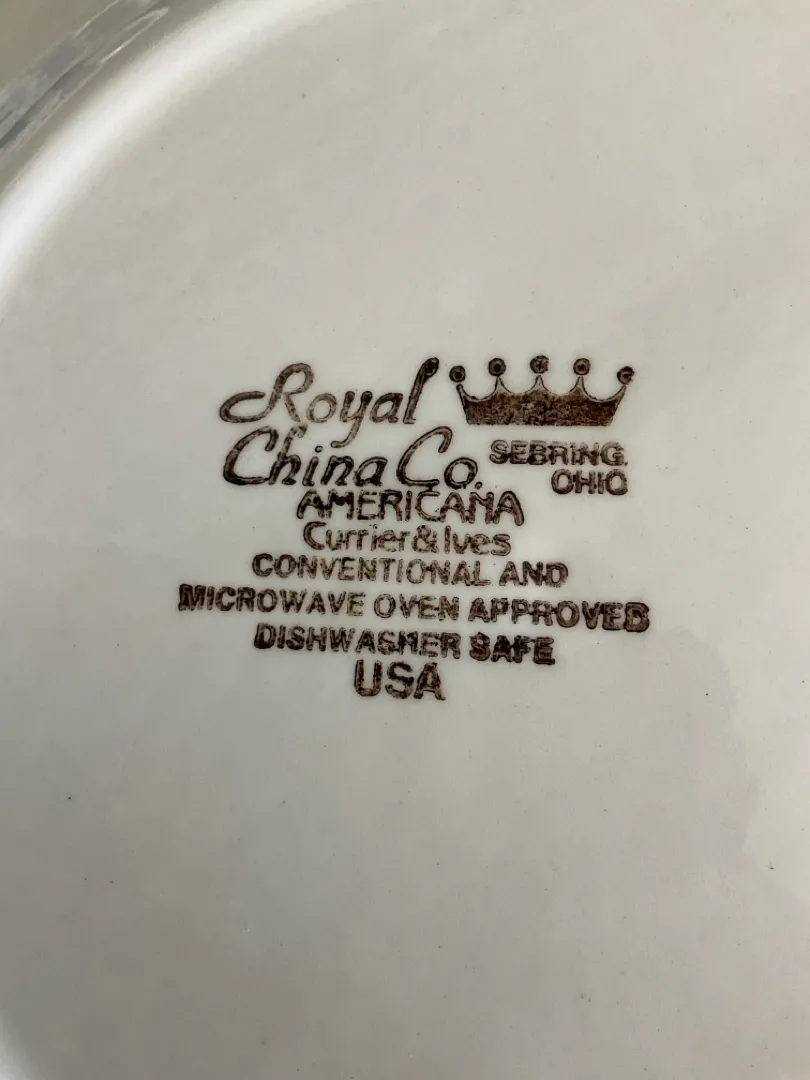 Royal
China Co. SEBRING.
OHIO
AMERICANA
Currier & Ives
CONVENTIONAL AND
MICROWAVE OVEN APPROVED
DISHWASHER SAFE
USA